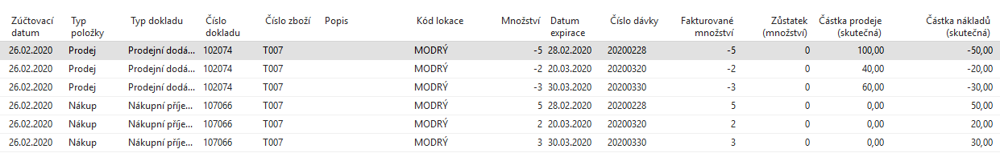 Zúčtovací datum Typ položky Typ dokladu Číslo dokladu Číslo zboží Popis Kód lokace Množství Datum expirace Číslo dávky Fakturované množství Zůstatek (množství) Částka prodeje (skutečná) Částka nákladů (skutečná)
26.02.2020 Prodej Prodejní dodá... 102074 T007 MODRÝ -5 28.02.2020 20200228 -5 0 100,00 -50,00
26.02.2020 Prodej Prodejní dodá... 102074 T007 MODRÝ -2 20.03.2020 20200320 -2 0 40,00 -20,00
26.02.2020 Prodej Prodejní dodá... 102074 T007 MODRÝ -3 30.03.2020 20200330 -3 0 60,00 -30,00
26.02.2020 Nákup Nákupní příje... 107066 T007 MODRÝ 5 28.02.2020 20200228 5 0 0,00 50,00
26.02.2020 Nákup Nákupní příje... 107066 T007 MODRÝ 2 20.03.2020 20200320 2 0 0,00 20,00
26.02.2020 Nákup Nákupní příje... 107066 T007 MODRÝ 3 30.03.2020 20200330 3 0 0,00 30,00